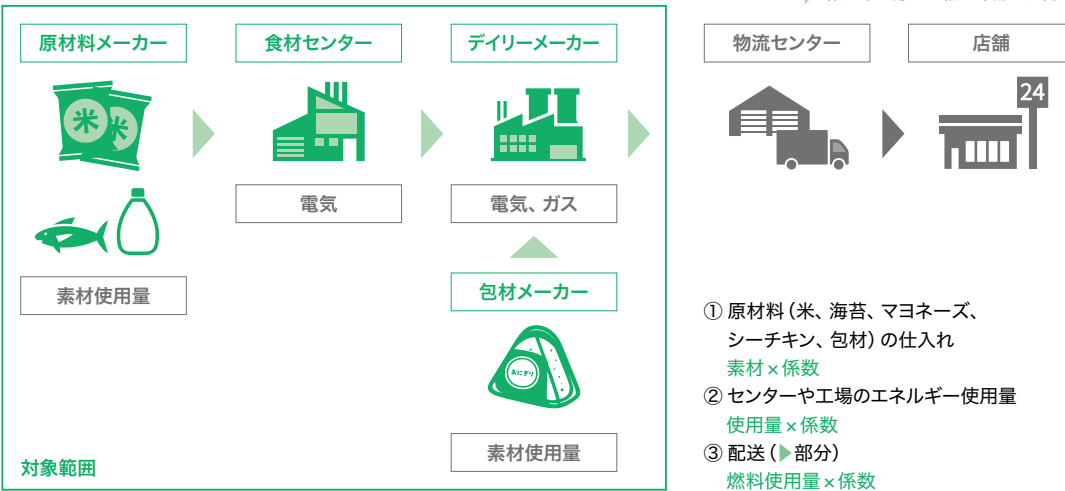 原材料メーカー
食材センター
デイリーメーカー
物流センター
店舗
米
米
24
電気
電気、ガス
素材使用量
包材メーカー
おにぎり
素材使用量
対象範囲
① 原材料（米、海苔、マヨネーズ、
シーチキン、包材）の仕入れ
素材×係数
② センターや工場のエネルギー使用量
使用量×係数
③ 配送（▶部分）
燃料使用量×係数